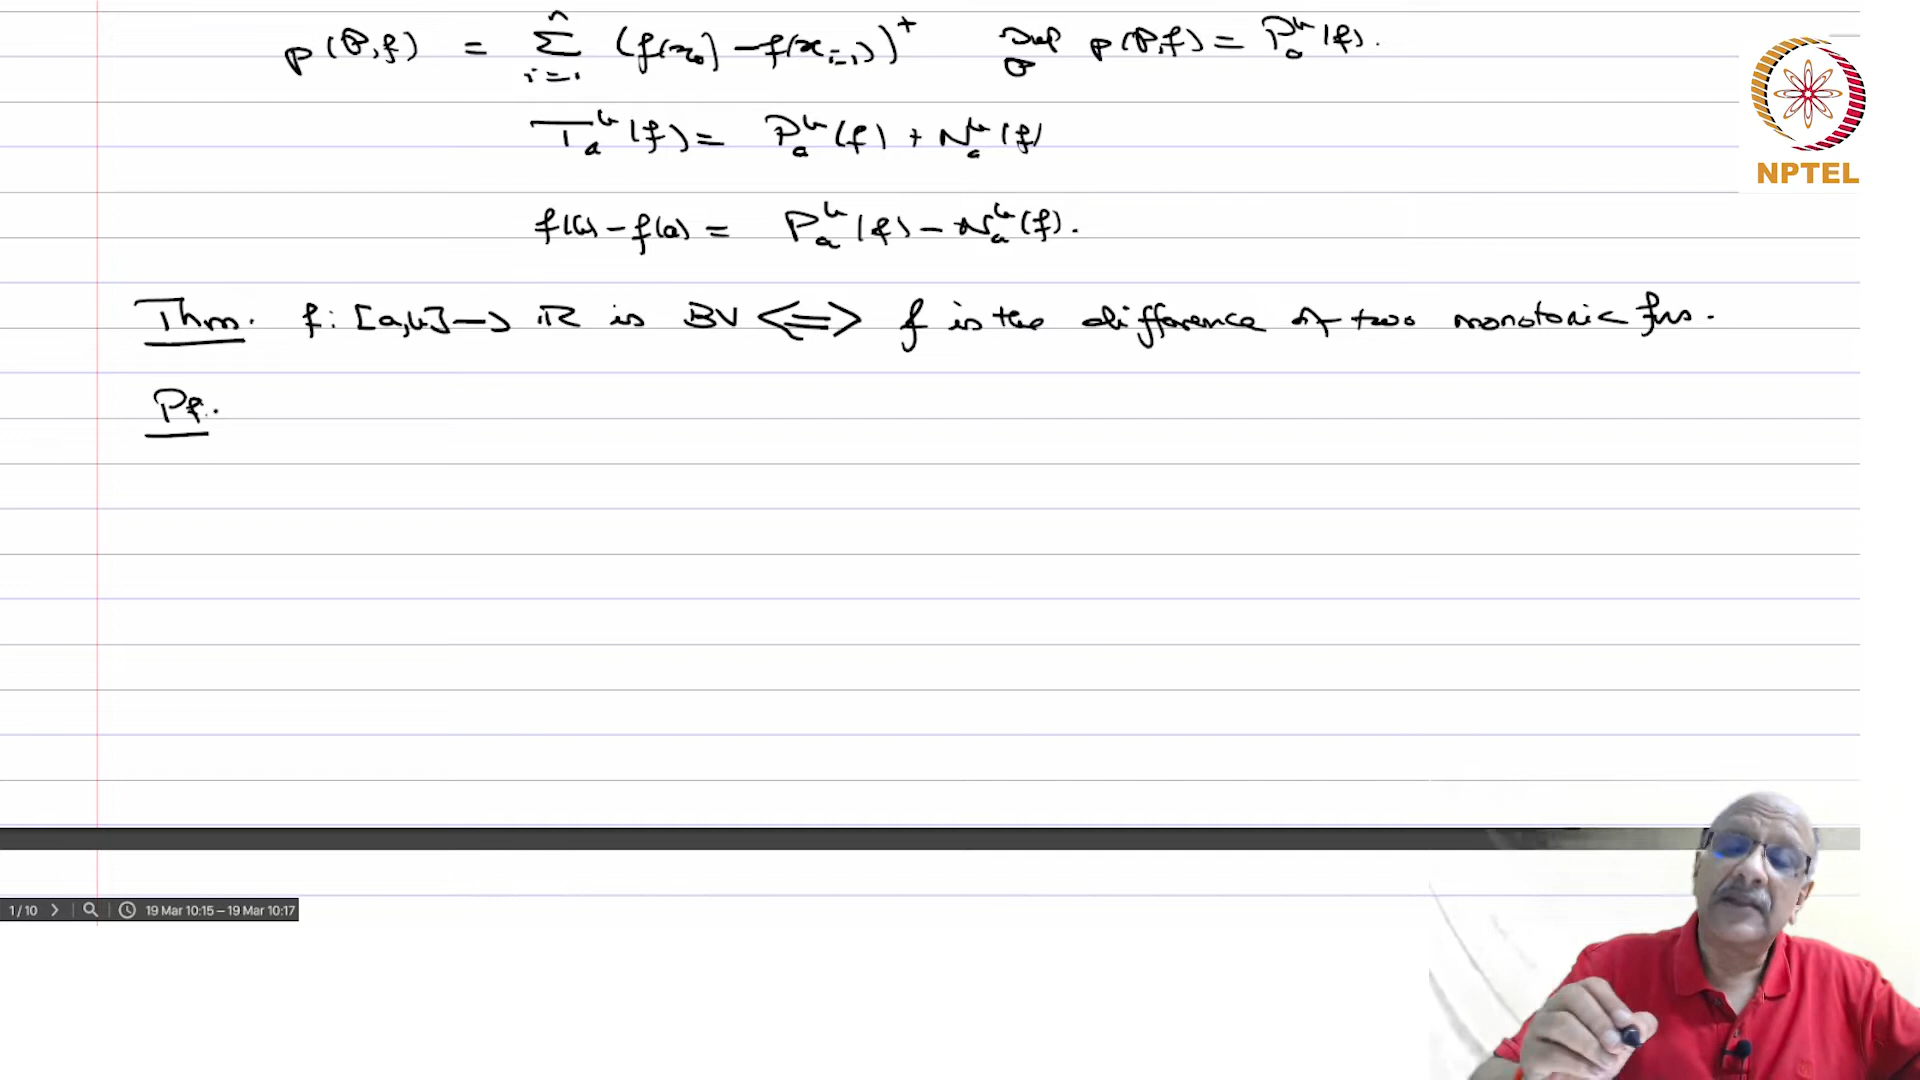 p(𝒫,f) = Σ_{i=1}^{n} (f(x_i) - f(x_{i-1}))^+ Sup_𝒫 p(𝒫,f) = P_a^b(f).
T_a^b(f) = P_a^b(f) + N_a^b(f)
f(b) - f(a) = P_a^b(f) - N_a^b(f).
Thm. f: [a,b] → ℝ is BV ⟺ f is the difference of two monotonic fns.
Pf.
NPTEL
1 / 10 19 Mar 10:15 – 19 Mar 10:17